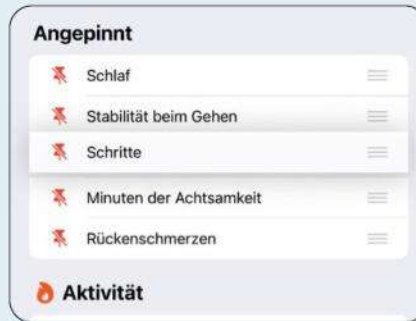 Angepinnt
Schlaf
Stabilität beim Gehen
Schritte
Minuten der Achtsamkeit
Rückenschmerzen
Aktivität